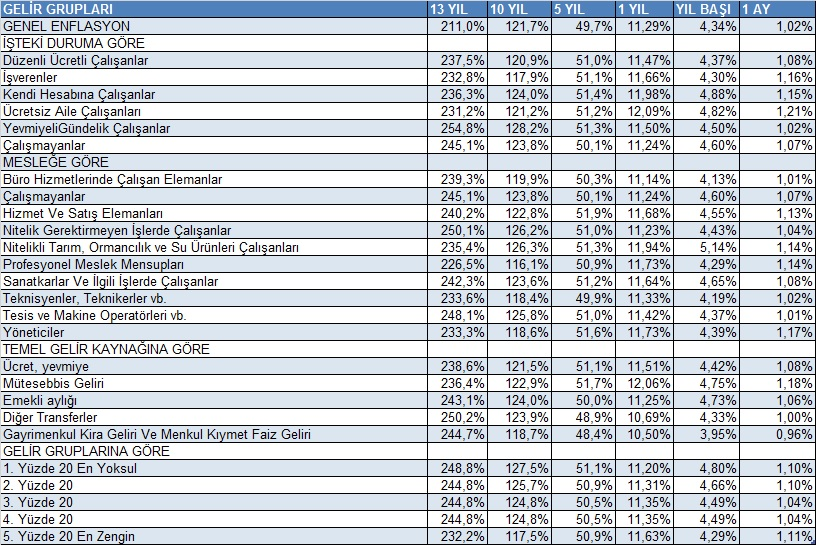 GELİR GRUPLARI 13 YIL 10 YIL 5 YIL 1 YIL YIL BAŞI 1 AY
GENEL ENFLASYON 211,0% 121,7% 49,7% 11,29% 4,34% 1,02%
İŞTEKİ DURUMA GÖRE
Düzenli Ücretli Çalışanlar 237,5% 120,9% 51,0% 11,47% 4,37% 1,08%
İşverenler 232,8% 117,9% 51,1% 11,66% 4,30% 1,16%
Kendi Hesabına Çalışanlar 236,3% 124,0% 51,4% 11,98% 4,88% 1,15%
Ücretsiz Aile Çalışanları 231,2% 121,2% 51,2% 12,09% 4,82% 1,21%
YevmiyeliGündelik Çalışanlar 254,8% 128,2% 51,3% 11,50% 4,50% 1,02%
Çalışmayanlar 245,1% 123,8% 50,1% 11,24% 4,60% 1,07%
MESLEĞE GÖRE
Büro Hizmetlerinde Çalışan Elemanlar 239,3% 119,9% 50,3% 11,14% 4,13% 1,01%
Çalışmayanlar 245,1% 123,8% 50,1% 11,24% 4,60% 1,07%
Hizmet Ve Satış Elemanları 240,2% 122,8% 51,9% 11,68% 4,55% 1,13%
Nitelik Gerektirmeyen İşlerde Çalışanlar 250,1% 126,2% 51,0% 11,23% 4,43% 1,04%
Nitelikli Tarım, Ormancılık ve Su Ürünleri Çalışanları 235,4% 126,3% 51,3% 11,94% 5,14% 1,14%
Profesyonel Meslek Mensupları 226,5% 116,1% 50,9% 11,73% 4,29% 1,14%
Sanatkarlar Ve İlgili İşlerde Çalışanlar 242,3% 123,6% 51,2% 11,64% 4,65% 1,08%
Teknisyenler, Teknikerler vb. 233,6% 118,4% 49,9% 11,33% 4,19% 1,02%
Tesis ve Makine Operatörleri vb. 248,1% 125,8% 51,0% 11,42% 4,37% 1,01%
Yöneticiler 233,3% 118,6% 51,6% 11,73% 4,39% 1,17%
TEMEL GELİR KAYNAĞINA GÖRE
Ücret, yevmiye 238,6% 121,5% 51,1% 11,51% 4,42% 1,08%
Mütesebbis Geliri 236,4% 122,9% 51,7% 12,06% 4,75% 1,18%
Emekli aylığı 243,1% 124,0% 50,0% 11,25% 4,73% 1,06%
Diğer Transferler 250,2% 123,9% 48,9% 10,69% 4,33% 1,00%
Gayrimenkul Kira Geliri Ve Menkul Kıymet Faiz Geliri 244,7% 118,7% 48,4% 10,50% 3,95% 0,96%
GELİR GRUPLARINA GÖRE
1. Yüzde 20 En Yoksul 248,8% 127,5% 51,1% 11,20% 4,80% 1,10%
2. Yüzde 20 244,8% 125,7% 50,9% 11,31% 4,66% 1,10%
3. Yüzde 20 244,8% 124,8% 50,5% 11,35% 4,49% 1,04%
4. Yüzde 20 244,8% 124,8% 50,5% 11,35% 4,49% 1,04%
5. Yüzde 20 En Zengin 232,2% 117,5% 50,9% 11,63% 4,29% 1,11%